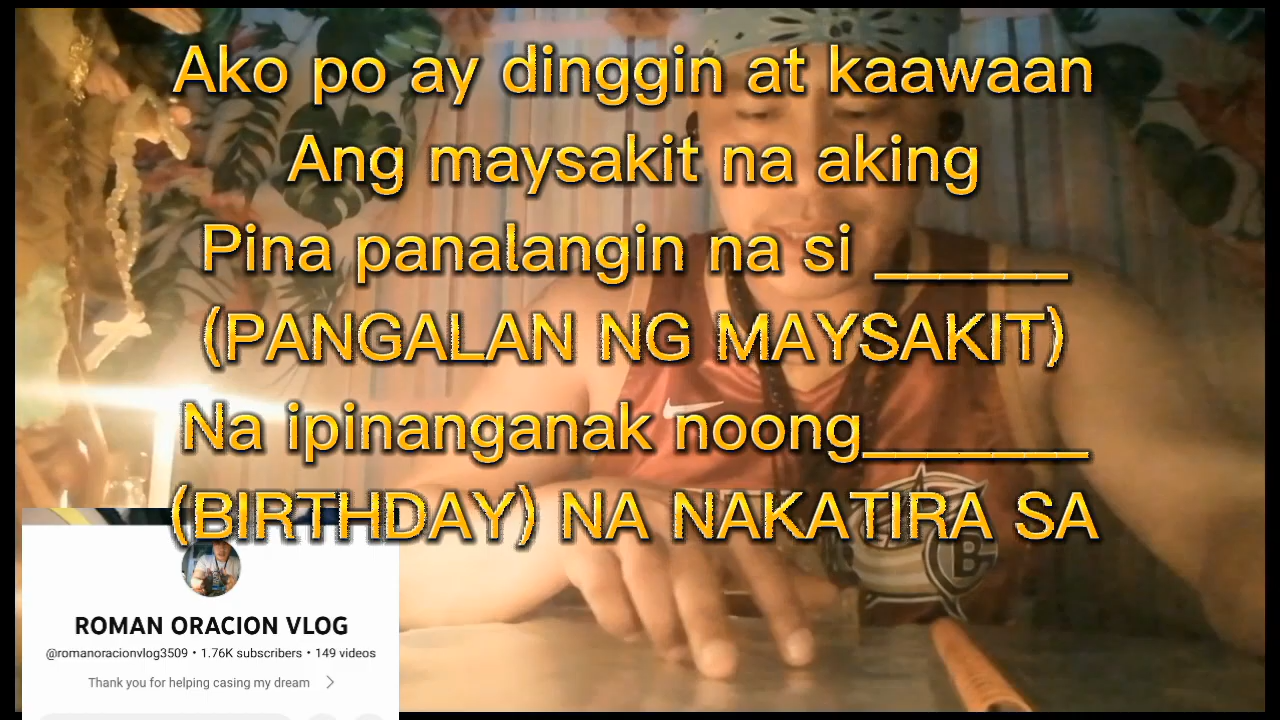 Ako po ay dinggin at kaawaan
Ang maysakit na aking
Pina panalangin na si ______
(PANGALAN NG MAYSAKIT)
Na ipinanganak noong_______
(BIRTHDAY) NA NAKATIRA SA
B
ROMAN ORACION VLOG
@romanoracionvlog3509 • 1.76K subscribers • 149 videos
Thank you for helping casing my dream